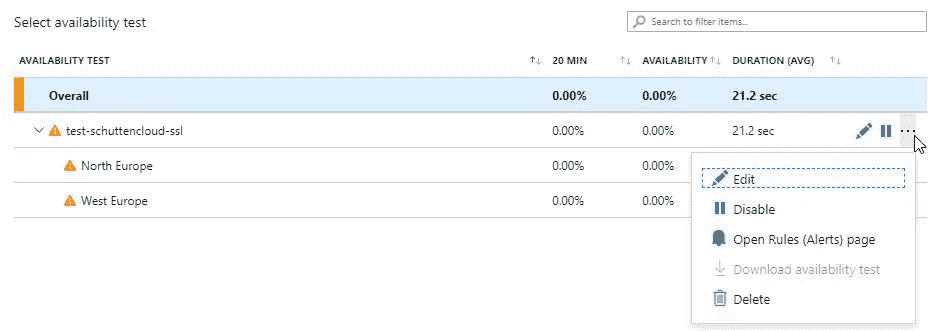 Select availability test
Search to filter items...
AVAILABILITY TEST 20 MIN AVAILABILITY DURATION (AVG)
Overall 0.00% 0.00% 21.2 sec
test-schuttencloud-ssl 0.00% 0.00% 21.2 sec
North Europe 0.00% 0.00%
West Europe 0.00% 0.00%
Edit
Disable
Open Rules (Alerts) page
Download availability test
Delete